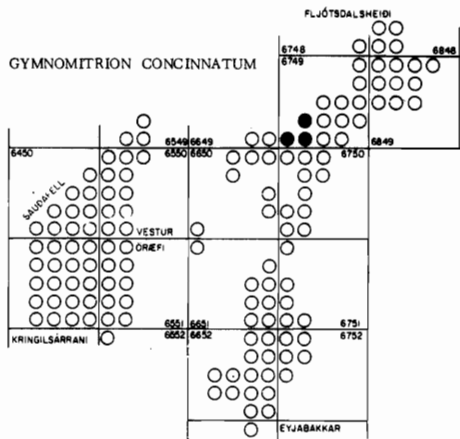 FLJÓTSDALSHEIÐI
6748 6848
GYMNOMITRION CONCINNATUM
6749
6549 6649 6849
6450 6550 6650 6750
SAUÐAFELL
VESTUR
ÖRÆFI
6551 6651 6751
KRINGILSÁRRANI 6552 6652 6752
EYJABAKKAR